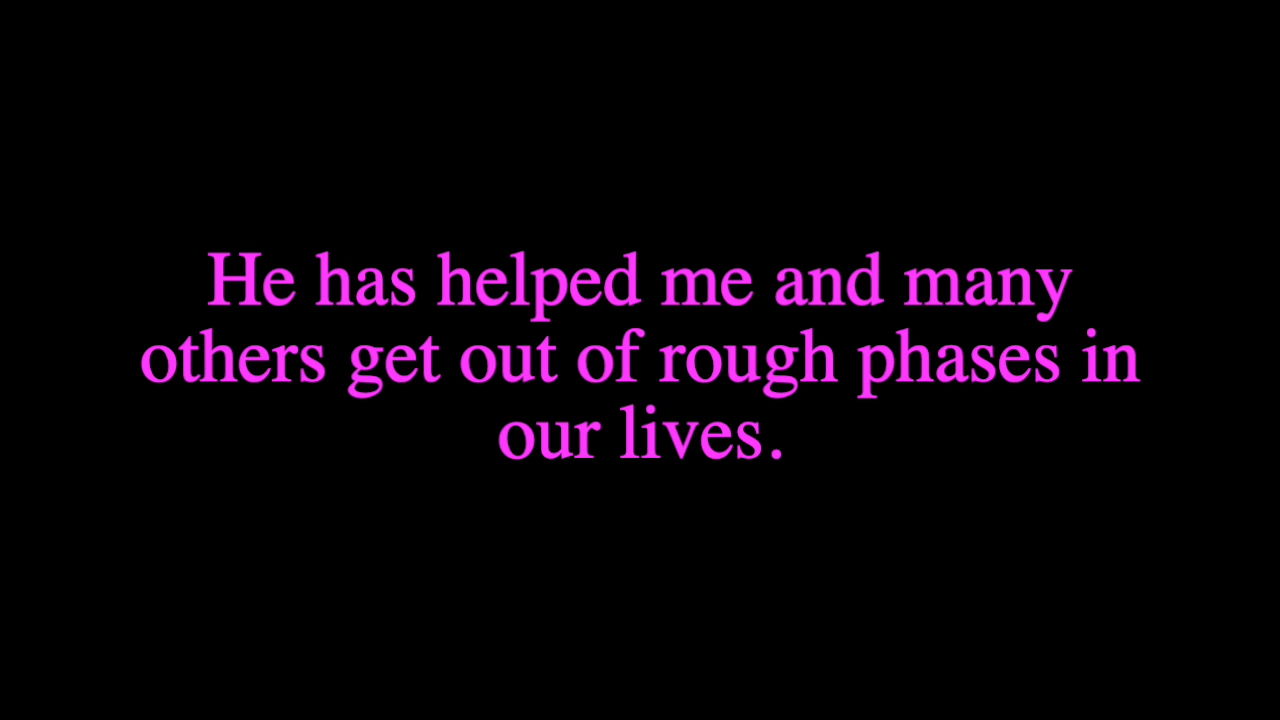 He has helped me and many
others get out of rough phases in
our lives.